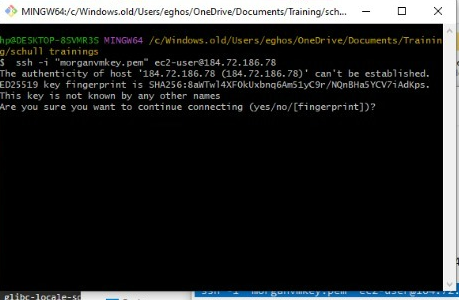 MINGW64:/c/Windows.old/Users/eghos/OneDrive/Documents/Training/sch...
hp@DESKTOP-8SVMR3S MINGW64 /c/Windows.old/Users/eghos/OneDrive/Documents/Trainin
g/schull trainings
$ ssh -i "morganvmkey.pem" ec2-user@184.72.186.78
The authenticity of host '184.72.186.78 (184.72.186.78)' can't be established.
ED25519 key fingerprint is SHA256:8aWTwl4XFOkUxbnq6Am51yC9r/NQnBHa5YCV7iAdKps.
This key is not known by any other names
Are you sure you want to continue connecting (yes/no/[fingerprint])?
glibc-locale-so
ssh -i "morganvmkey.pem" ec2-user@184.72.